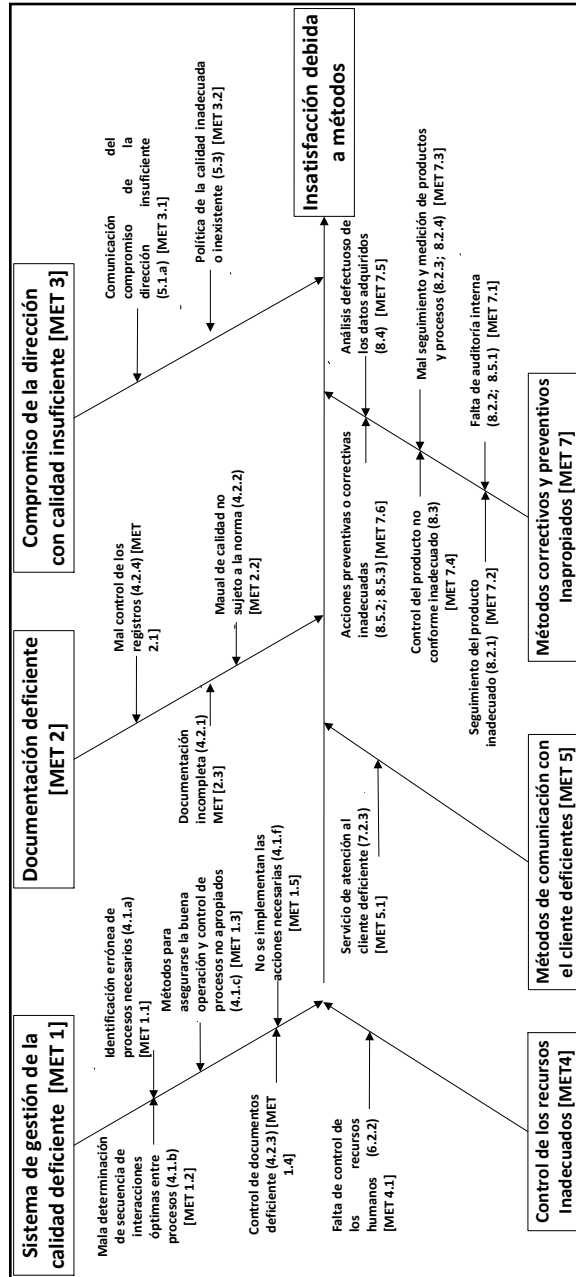 Sistema de gestión de la
calidad deficiente  [MET 1]
Documentación deficiente
[MET 2]
Compromiso de la dirección
con calidad insuficiente [MET 3]
Identificación errónea de
procesos necesarios (4.1.a)
[MET 1.1]
Mala determinación
de secuencia de
interacciones
óptimas entre
procesos (4.1.b)
[MET 1.2]
Métodos para
asegurarse la buena
operación y control de
procesos no apropiados
(4.1.c)  [MET 1.3]
No se implementan las
acciones necesarias (4.1.f)
[MET 1.5]
Control de documentos
deficiente (4.2.3) [MET
1.4]
Mal control de los
registros (4.2.4) [MET
2.1]
Maual de calidad no
sujeto a la norma (4.2.2)
[MET 2.2]
Documentación
incompleta (4.2.1)
MET [2.3]
Comunicación del
compromiso de la
dirección insuficiente
(5.1.a)  [MET 3.1]
Política de la calidad inadecuada
o inexistente (5.3) [MET 3.2]
Insatisfacción debida
a métodos
Falta de control de
los recursos
humanos (6.2.2)
[MET 4.1]
Servicio de atención al
cliente deficiente (7.2.3)
[MET 5.1]
Acciones preventivas o correctivas
inadecuadas
(8.5.2; 8.5.3) [MET 7.6]
Análisis defectuoso de
los datos adquiridos
(8.4)  [MET 7.5]
Control del producto no
conforme inadecuado (8.3)
[MET 7.4]
Mal seguimiento y medición de productos
y procesos (8.2.3; 8.2.4)  [MET 7.3]
Seguimiento del producto
inadecuado (8.2.1) [MET 7.2]
Falta de auditoría interna
(8.2.2; 8.5.1)  [MET 7.1]
Control de los recursos
Inadecuados [MET4]
Métodos de comunicación con
el cliente deficientes [MET 5]
Métodos correctivos y preventivos
Inapropiados [MET 7]